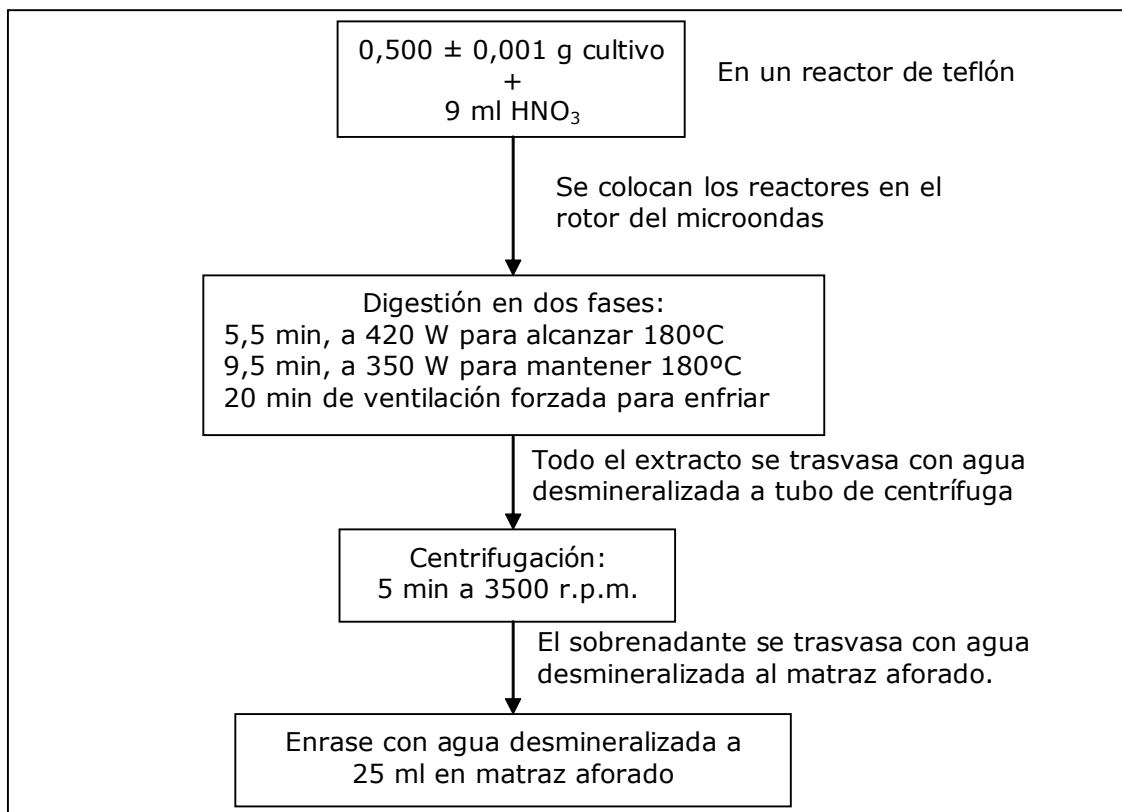 0,500 ± 0,001 g cultivo
+
9 ml HNO₃
En un reactor de teflón
Se colocan los reactores en el
rotor del microondas
Digestión en dos fases:
5,5 min, a 420 W para alcanzar 180ºC
9,5 min, a 350 W para mantener 180ºC
20 min de ventilación forzada para enfriar
Todo el extracto se trasvasa con agua
desmineralizada a tubo de centrífuga
Centrifugación:
5 min a 3500 r.p.m.
El sobrenadante se trasvasa con agua
desmineralizada al matraz aforado.
Enrase con agua desmineralizada a
25 ml en matraz aforado